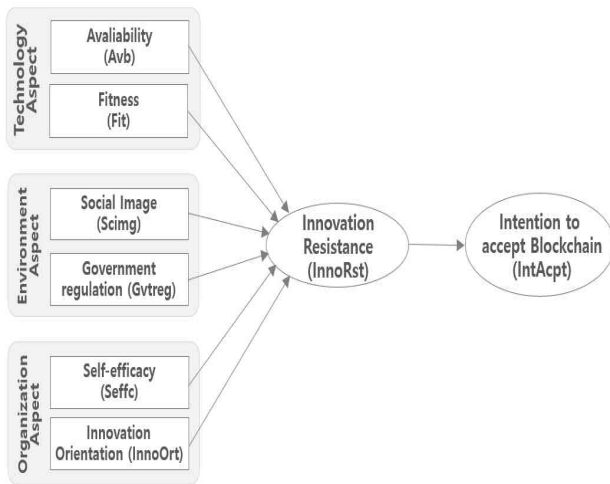 Technology
Aspect
Avaliability
(Avb)
Fitness
(Fit)
Environment
Aspect
Social Image
(Scimg)
Government
regulation (Gvtreg)
Organization
Aspect
Self-efficacy
(Seffc)
Innovation
Orientation (InnoOrt)
Innovation
Resistance
(InnoRst)
Intention to
accept Blockchain
(IntAcpt)